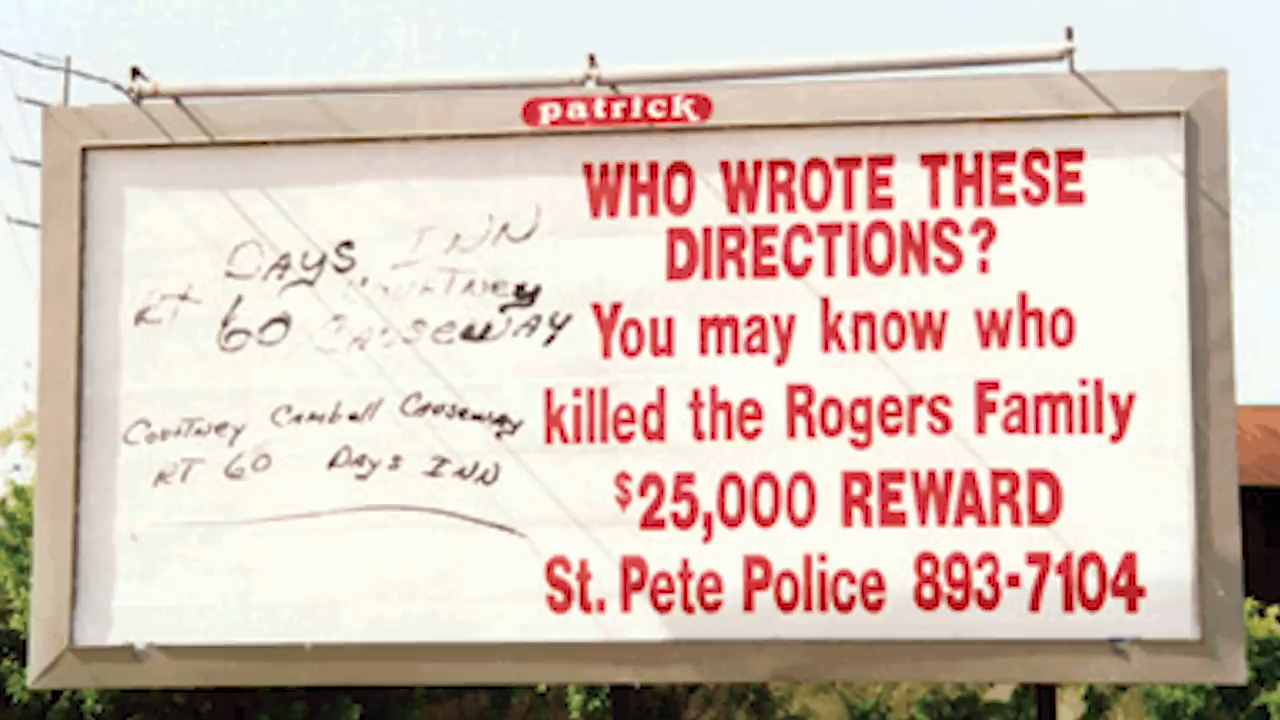 patrick
DAYS INN
RT COURTNEY
60 CAUSEWAY
Courtney Cambell Causeway
RT 60 Days INN
WHO WROTE THESE
DIRECTIONS?
You may know who
killed the Rogers Family
$25,000 REWARD
St. Pete Police 893-7104